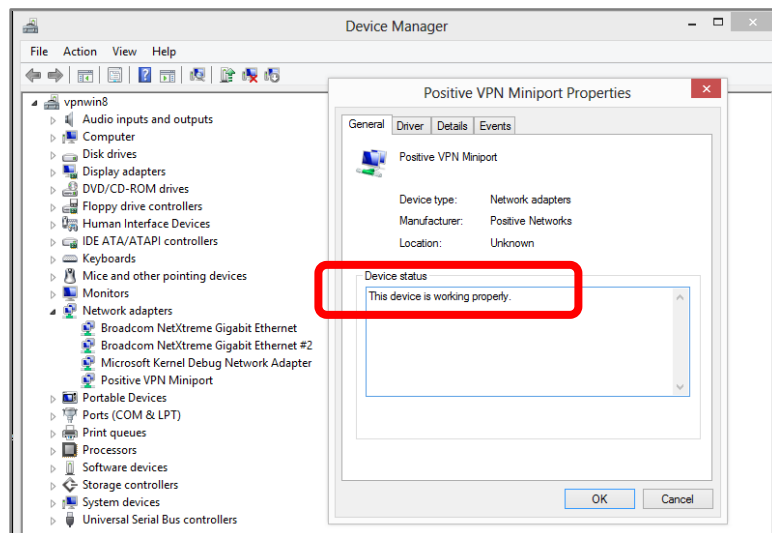 Device Manager
File Action View Help
vpnwin8
Audio inputs and outputs
Computer
Disk drives
Display adapters
DVD/CD-ROM drives
Floppy drive controllers
Human Interface Devices
IDE ATA/ATAPI controllers
Keyboards
Mice and other pointing devices
Monitors
Network adapters
Broadcom NetXtreme Gigabit Ethernet
Broadcom NetXtreme Gigabit Ethernet #2
Microsoft Kernel Debug Network Adapter
Positive VPN Miniport
Portable Devices
Ports (COM & LPT)
Print queues
Processors
Software devices
Storage controllers
System devices
Universal Serial Bus controllers
Positive VPN Miniport Properties
General Driver Details Events
Positive VPN Miniport
Device type: Network adapters
Manufacturer: Positive Networks
Location: Unknown
Device status
This device is working properly.
OK Cancel